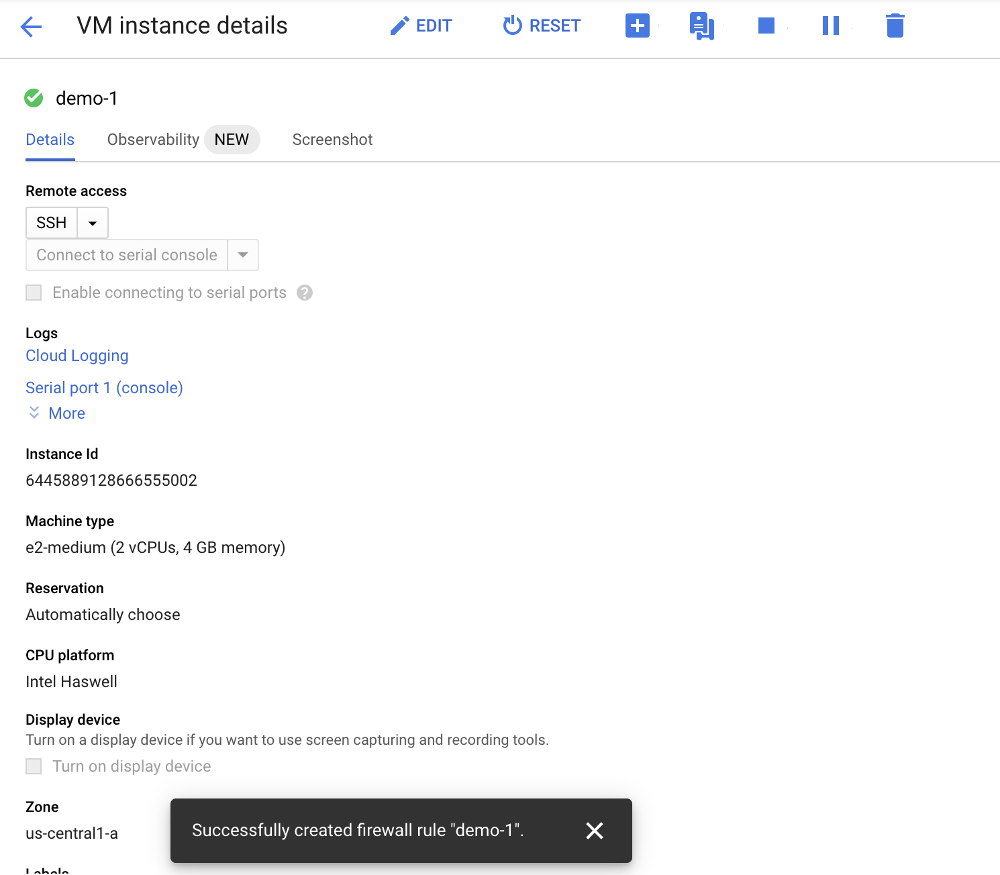 VM instance details EDIT RESET
demo-1
Details Observability NEW Screenshot
Remote access
SSH
Connect to serial console
Enable connecting to serial ports ?
Logs
Cloud Logging
Serial port 1 (console)
More
Instance Id
6445889128666555002
Machine type
e2-medium (2 vCPUs, 4 GB memory)
Reservation
Automatically choose
CPU platform
Intel Haswell
Display device
Turn on a display device if you want to use screen capturing and recording tools.
Turn on display device
Zone
us-central1-a
Successfully created firewall rule "demo-1".
Labels